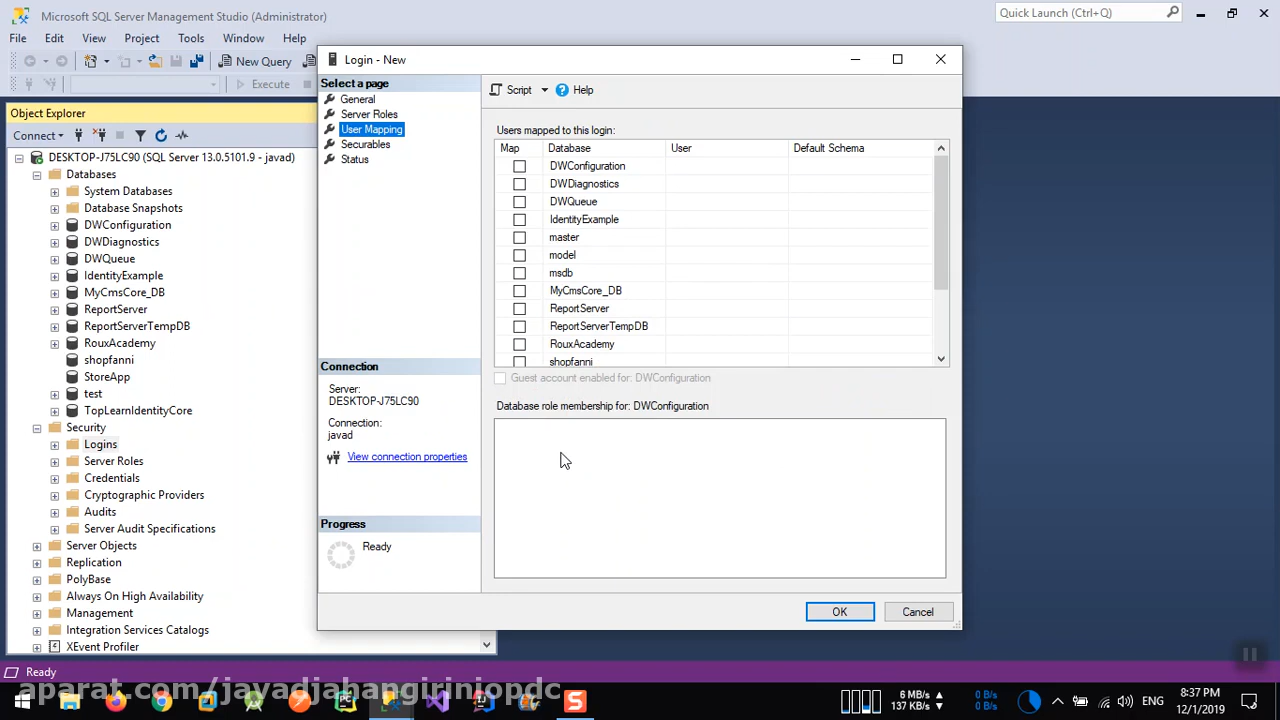 Microsoft SQL Server Management Studio (Administrator)
Quick Launch (Ctrl+Q)
File Edit View Project Tools Window Help
New Query
Execute
Object Explorer
Connect
DESKTOP-J75LC90 (SQL Server 13.0.5101.9 - javad)
Databases
System Databases
Database Snapshots
DWConfiguration
DWDiagnostics
DWQueue
IdentityExample
MyCmsCore_DB
ReportServer
ReportServerTempDB
RouxAcademy
shopfanni
StoreApp
test
TopLearnIdentityCore
Security
Logins
Server Roles
Credentials
Cryptographic Providers
Audits
Server Audit Specifications
Server Objects
Replication
PolyBase
Always On High Availability
Management
Integration Services Catalogs
XEvent Profiler
Login - New
Select a page
General
Server Roles
User Mapping
Securables
Status
Connection
Server:
DESKTOP-J75LC90
Connection:
javad
View connection properties
Progress
Ready
Script Help
Users mapped to this login:
Map Database User Default Schema
DWConfiguration
DWDiagnostics
DWQueue
IdentityExample
master
model
msdb
MyCmsCore_DB
ReportServer
ReportServerTempDB
RouxAcademy
shopfanni
Guest account enabled for: DWConfiguration
Database role membership for: DWConfiguration
OK Cancel
Ready
aparat.com/javadjahangirinjopdc
6 MB/s 0 B/s
137 KB/s 0 B/s
ENG
8:37 PM
12/1/2019